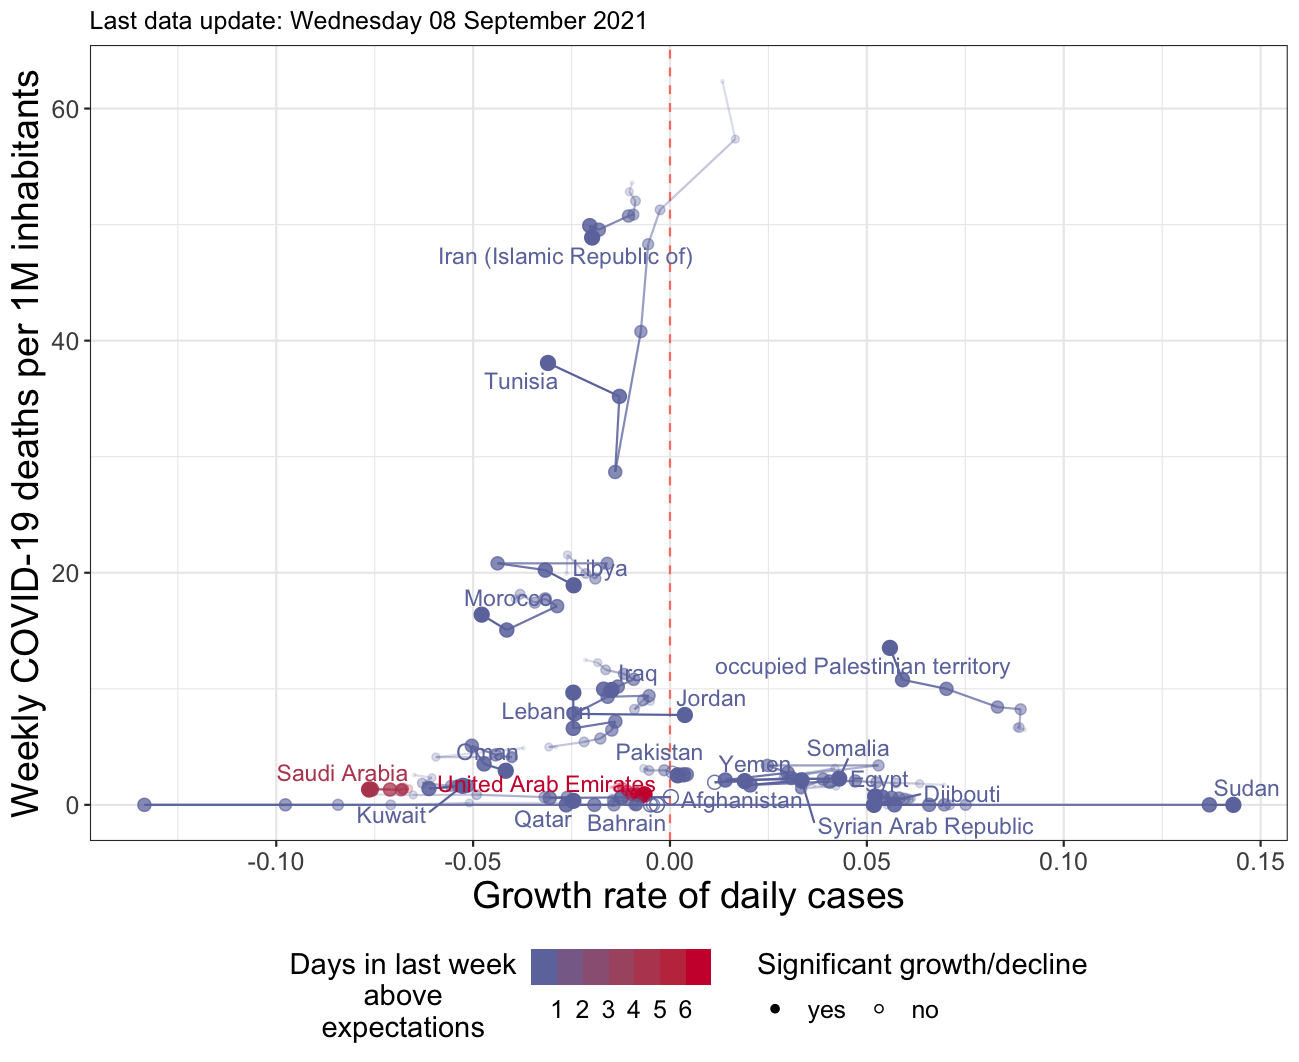 Last data update: Wednesday 08 September 2021
Weekly COVID-19 deaths per 1M inhabitants
60
40
20
0
Iran (Islamic Republic of)
Tunisia
Libya
Morocco
occupied Palestinian territory
Iraq
Jordan
Lebanon
Oman
Pakistan
Somalia
Yemen
Saudi Arabia
United Arab Emirates
Egypt
Sudan
Djibouti
Afghanistan
Kuwait
Qatar
Bahrain
Syrian Arab Republic
-0.10 -0.05 0.00 0.05 0.10 0.15
Growth rate of daily cases
Days in last week
above
expectations
1 2 3 4 5 6
Significant growth/decline
yes no